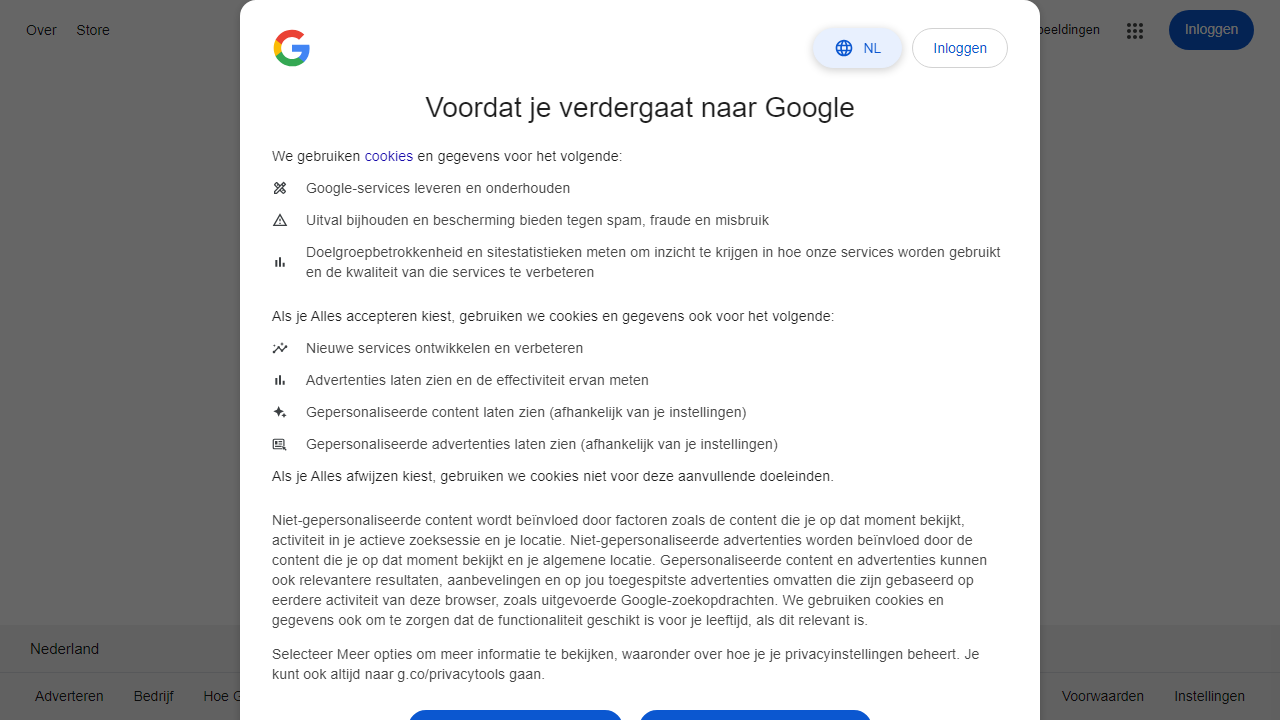 Over Store
beeldingen Inloggen
NL Inloggen
Voordat je verdergaat naar Google
We gebruiken cookies en gegevens voor het volgende:
Google-services leveren en onderhouden
Uitval bijhouden en bescherming bieden tegen spam, fraude en misbruik
Doelgroepbetrokkenheid en sitestatistieken meten om inzicht te krijgen in hoe onze services worden gebruikt
en de kwaliteit van die services te verbeteren
Als je Alles accepteren kiest, gebruiken we cookies en gegevens ook voor het volgende:
Nieuwe services ontwikkelen en verbeteren
Advertenties laten zien en de effectiviteit ervan meten
Gepersonaliseerde content laten zien (afhankelijk van je instellingen)
Gepersonaliseerde advertenties laten zien (afhankelijk van je instellingen)
Als je Alles afwijzen kiest, gebruiken we cookies niet voor deze aanvullende doeleinden.
Niet-gepersonaliseerde content wordt beïnvloed door factoren zoals de content die je op dat moment bekijkt,
activiteit in je actieve zoeksessie en je locatie. Niet-gepersonaliseerde advertenties worden beïnvloed door de
content die je op dat moment bekijkt en je algemene locatie. Gepersonaliseerde content en advertenties kunnen
ook relevantere resultaten, aanbevelingen en op jou toegespitste advertenties omvatten die zijn gebaseerd op
eerdere activiteit van deze browser, zoals uitgevoerde Google-zoekopdrachten. We gebruiken cookies en
gegevens ook om te zorgen dat de functionaliteit geschikt is voor je leeftijd, als dit relevant is.
Selecteer Meer opties om meer informatie te bekijken, waaronder over hoe je je privacyinstellingen beheert. Je
kunt ook altijd naar g.co/privacytools gaan.
Nederland
Adverteren Bedrijf Hoe G Voorwaarden Instellingen